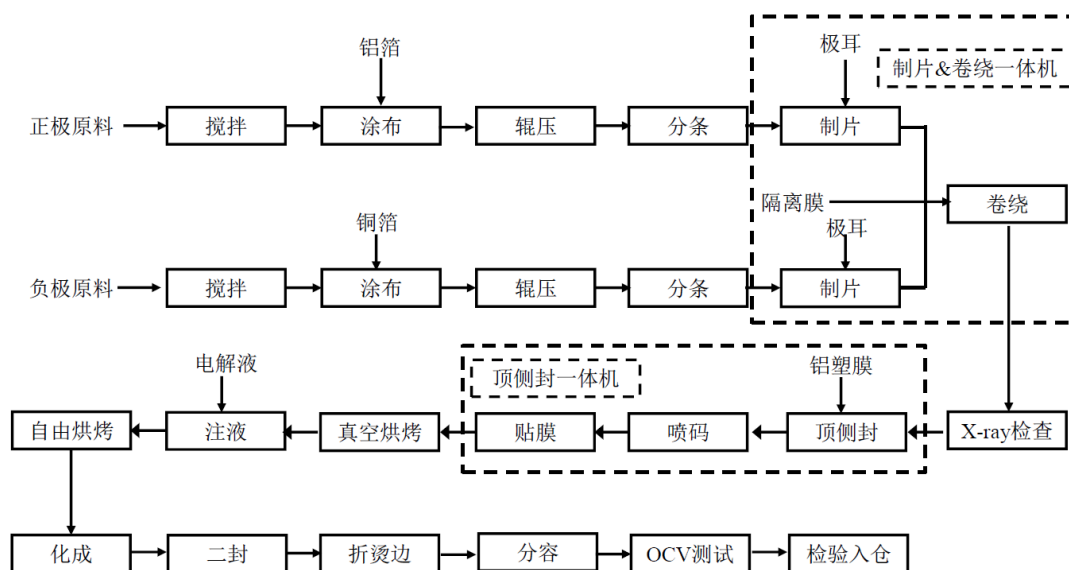 铝箔
极耳
制片&卷绕一体机
正极原料
搅拌
涂布
辊压
分条
制片
隔离膜
卷绕
铜箔
极耳
负极原料
搅拌
涂布
辊压
分条
制片
电解液
顶侧封一体机
铝塑膜
自由烘烤
注液
真空烘烤
贴膜
喷码
顶侧封
X-ray检查
化成
二封
折烫边
分容
OCV测试
检验入仓